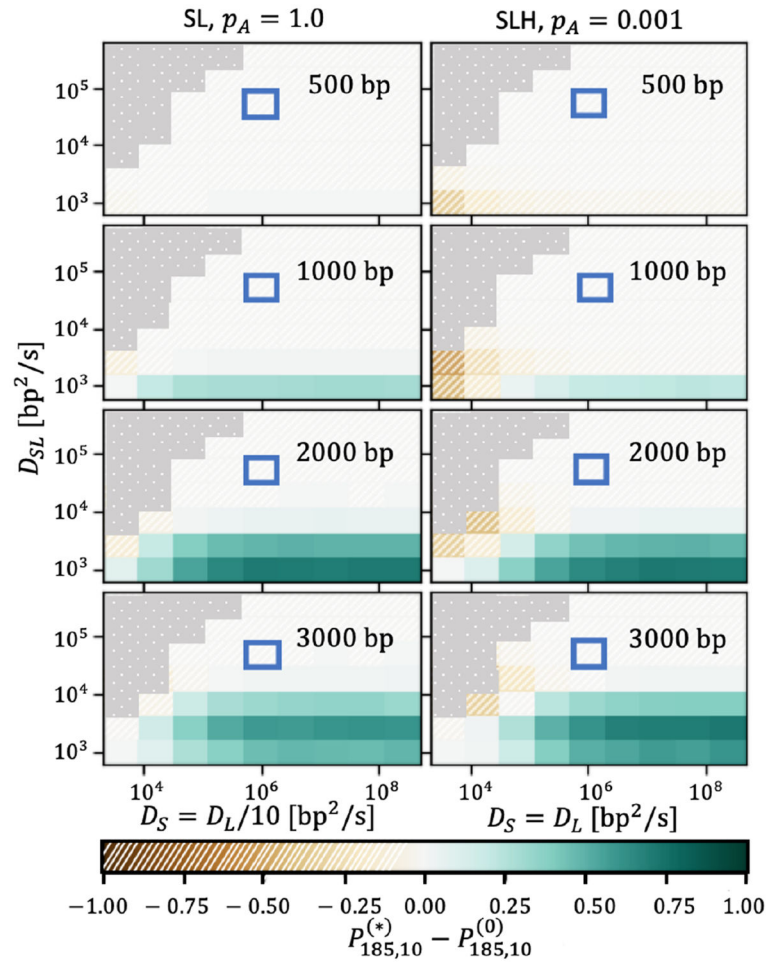 SL, p_A = 1.0
SLH, p_A = 0.001
500 bp
500 bp
10^5
10^4
10^3
1000 bp
1000 bp
10^5
10^4
10^3
D_SL [bp^2/s]
2000 bp
2000 bp
10^5
10^4
10^3
3000 bp
3000 bp
10^5
10^4
10^3
10^4 10^6 10^8
10^4 10^6 10^8
D_S = D_L/10 [bp^2/s]
D_S = D_L [bp^2/s]
−1.00 −0.75 −0.50 −0.25 0.00 0.25 0.50 0.75 1.00
P_{185,10}^{(*)} − P_{185,10}^{(0)}